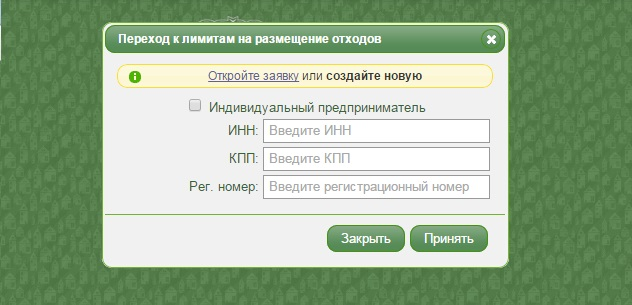 Переход к лимитам на размещение отходов
Откройте заявку или создайте новую
Индивидуальный предприниматель
ИНН: Введите ИНН
КПП: Введите КПП
Рег. номер: Введите регистрационный номер
Закрыть Принять